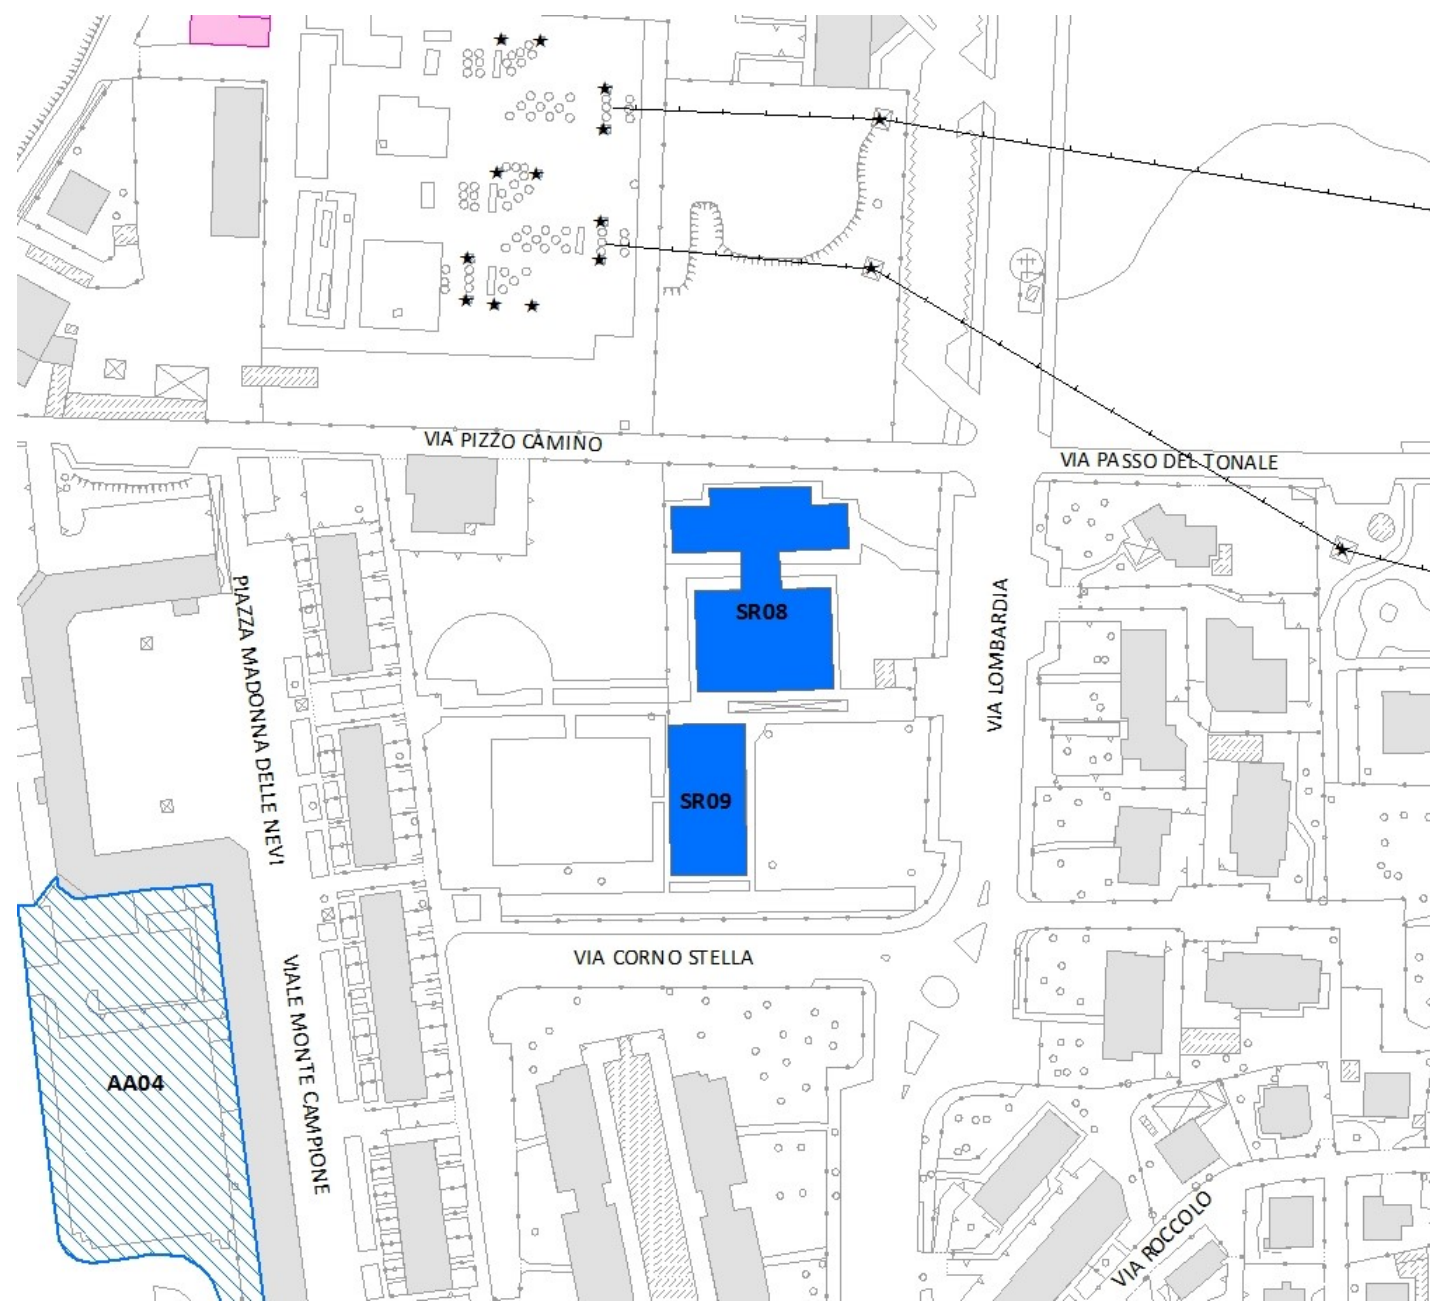 VIA PIZZO CAMINO
VIA PASSO DEL TONALE
PIAZZA MADONNA DELLE NEVI
SR08
VIA LOMBARDIA
SR09
VIA CORNO STELLA
VIALE MONTE CAMPIONE
AA04
VIA ROCCOLO